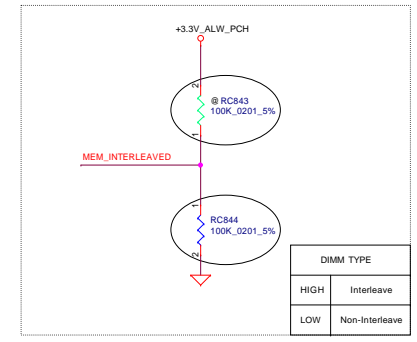 +3.3V_ALW_PCH
2
@ RC843
100K_0201_5%
1
MEM_INTERLEAVED
1
RC844
100K_0201_5%
2
DIMM TYPE
HIGH Interleave
LOW Non-Interleave